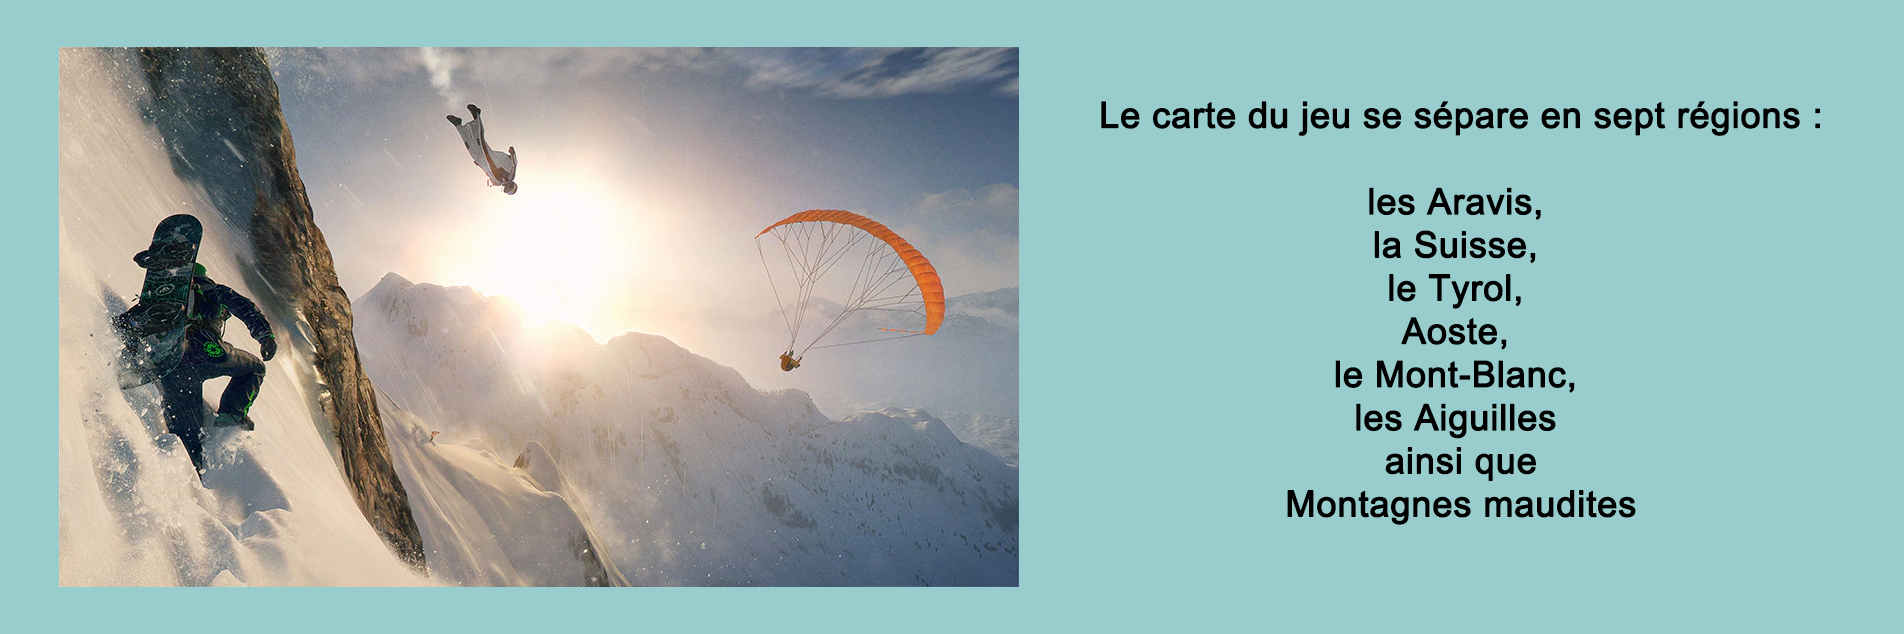 Le carte du jeu se sépare en sept régions :
les Aravis,
la Suisse,
le Tyrol,
Aoste,
le Mont-Blanc,
les Aiguilles
ainsi que
Montagnes maudites